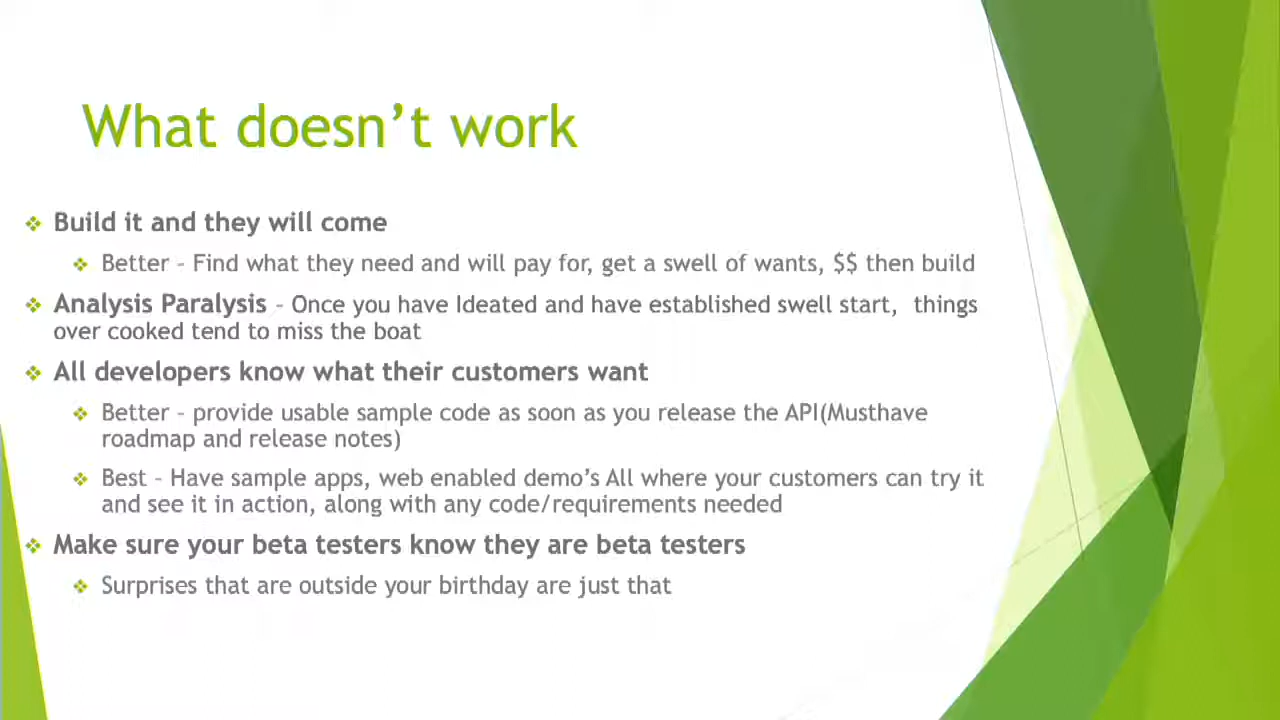 What doesn’t work
Build it and they will come
Better – Find what they need and will pay for, get a swell of wants, $$ then build
Analysis Paralysis – Once you have Ideated and have established swell start,  things
over cooked tend to miss the boat
All developers know what their customers want
Better – provide usable sample code as soon as you release the API(Musthave
roadmap and release notes)
Best – Have sample apps, web enabled demo’s All where your customers can try it
and see it in action, along with any code/requirements needed
Make sure your beta testers know they are beta testers
Surprises that are outside your birthday are just that